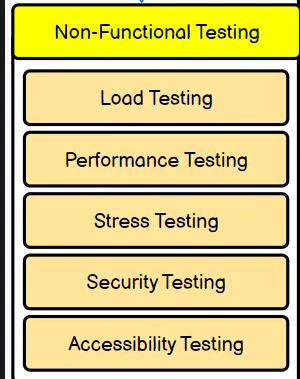 Non-Functional Testing
Load Testing
Performance Testing
Stress Testing
Security Testing
Accessibility Testing